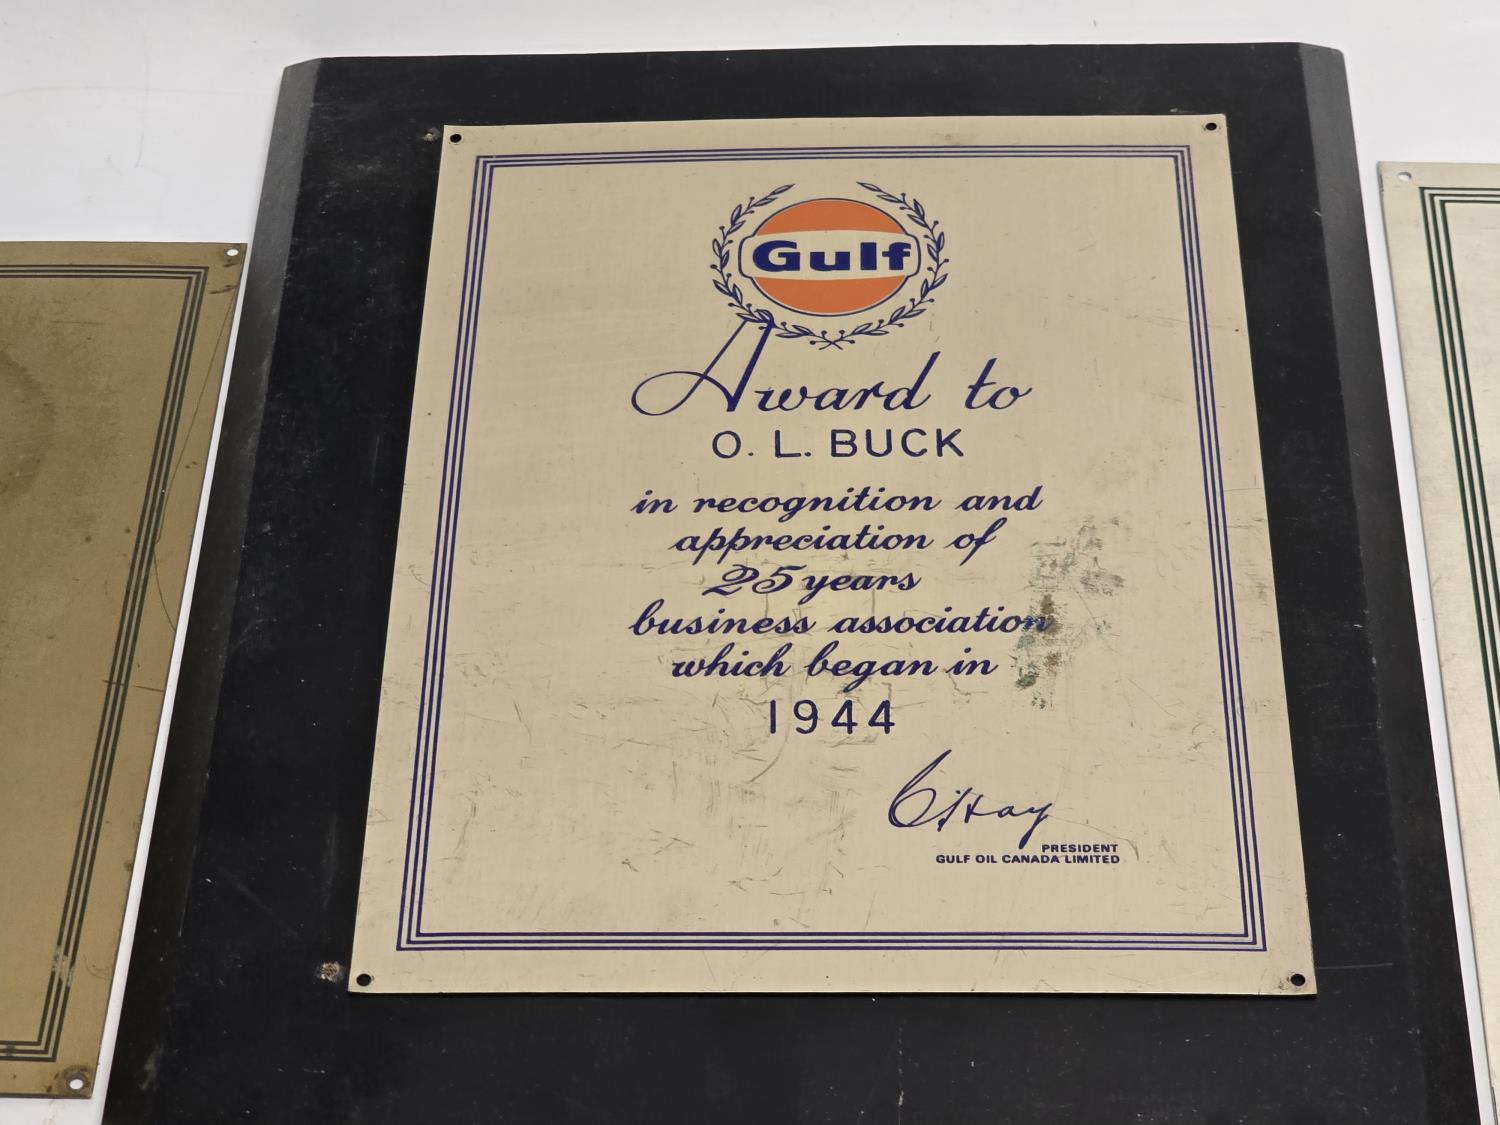 Gulf
Award to
O. L. BUCK
in recognition and
appreciation of
25 years
business association
which began in
1944
PRESIDENT
GULF OIL CANADA LIMITED